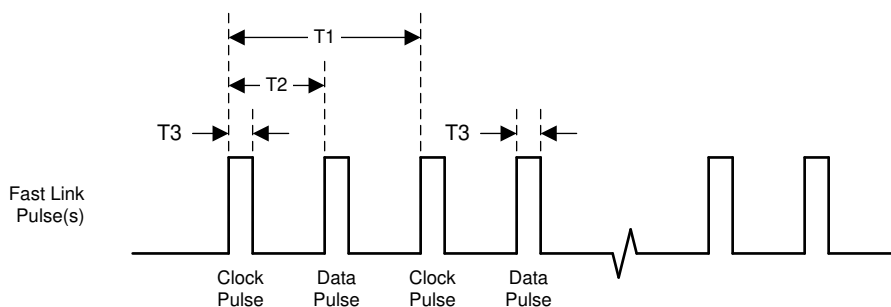 T1
T2
T3
T3
Fast Link
Pulse(s)
Clock
Pulse
Data
Pulse
Clock
Pulse
Data
Pulse